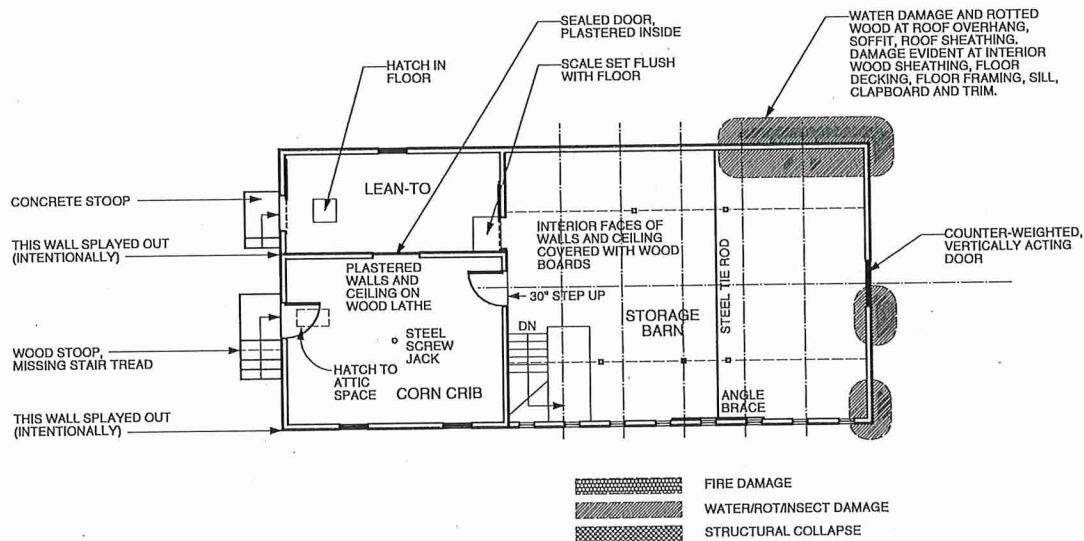 SEALED DOOR,
PLASTERED INSIDE
WATER DAMAGE AND ROTTED
WOOD AT ROOF OVERHANG,
SOFFIT, ROOF SHEATHING.
DAMAGE EVIDENT AT INTERIOR
WOOD SHEATHING, FLOOR
DECKING, FLOOR FRAMING, SILL,
CLAPBOARD AND TRIM.
HATCH IN
FLOOR
SCALE SET FLUSH
WITH FLOOR
LEAN-TO
CONCRETE STOOP
THIS WALL SPLAYED OUT
(INTENTIONALLY)
INTERIOR FACES OF
WALLS AND CEILING
COVERED WITH WOOD
BOARDS
COUNTER-WEIGHTED,
VERTICALLY ACTING
DOOR
PLASTERED
WALLS AND
CEILING ON
WOOD LATHE
30" STEP UP
STEEL TIE ROD
STORAGE
BARN
DN
STEEL
SCREW
JACK
WOOD STOOP,
MISSING STAIR TREAD
HATCH TO
ATTIC
SPACE
CORN CRIB
ANGLE
BRACE
THIS WALL SPLAYED OUT
(INTENTIONALLY)
FIRE DAMAGE
WATER/ROT/INSECT DAMAGE
STRUCTURAL COLLAPSE